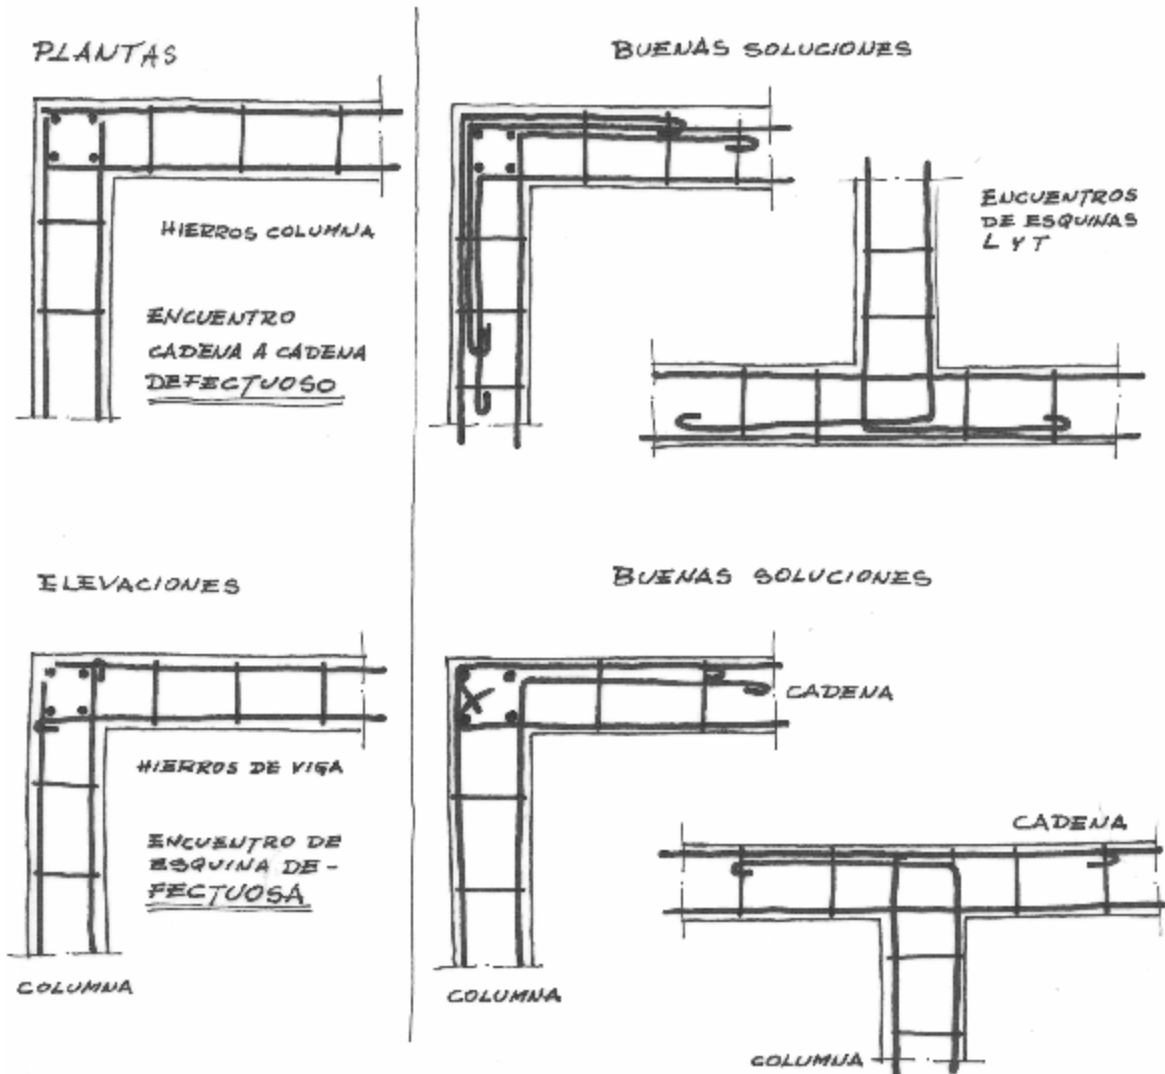 PLANTAS
HIERROS COLUMNA
ENCUENTRO
CADENA A CADENA
DEFECTUOSO
BUENAS SOLUCIONES
ENCUENTROS
DE ESQUINAS
L Y T
ELEVACIONES
HIERROS DE VIGA
ENCUENTRO DE
ESQUINA DE-
FECTUOSA
COLUMNA
BUENAS SOLUCIONES
CADENA
COLUMNA
CADENA
COLUMNA